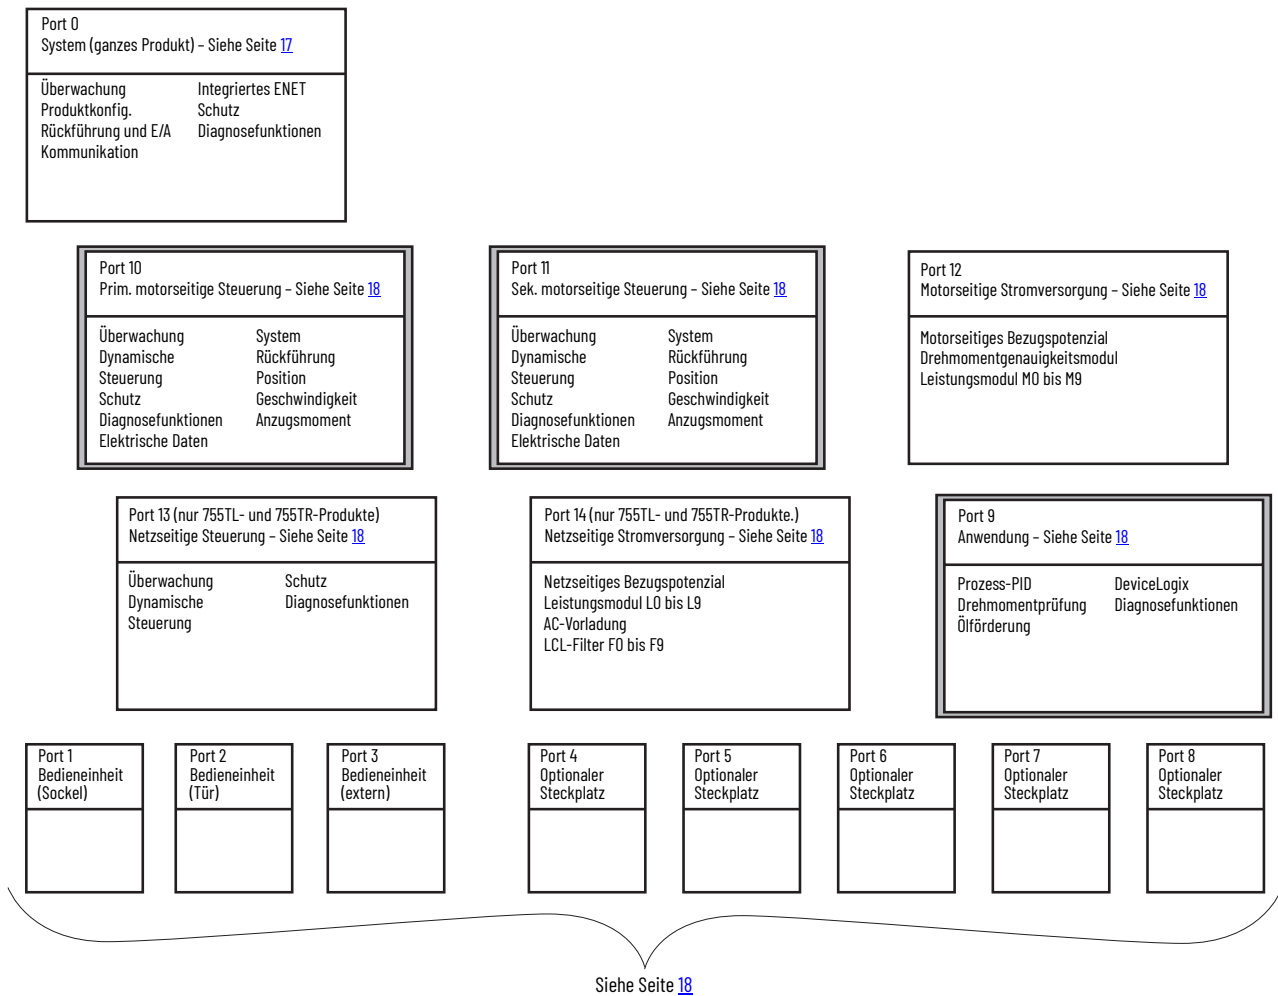 Port 0
System (ganzes Produkt) – Siehe Seite 17
Überwachung
Produktkonfig.
Rückführung und E/A
Kommunikation
Integriertes ENET
Schutz
Diagnosefunktionen
Port 10
Prim. motorseitige Steuerung – Siehe Seite 18
Überwachung
Dynamische
Steuerung
Schutz
Diagnosefunktionen
Elektrische Daten
System
Rückführung
Position
Geschwindigkeit
Anzugsmoment
Port 11
Sek. motorseitige Steuerung – Siehe Seite 18
Überwachung
Dynamische
Steuerung
Schutz
Diagnosefunktionen
Elektrische Daten
System
Rückführung
Position
Geschwindigkeit
Anzugsmoment
Port 12
Motorseitige Stromversorgung – Siehe Seite 18
Motorseitiges Bezugspotenzial
Drehmomentgenauigkeitsmodul
Leistungsmodul M0 bis M9
Port 13 (nur 755TL- und 755TR-Produkte)
Netzseitige Steuerung – Siehe Seite 18
Überwachung
Dynamische
Steuerung
Schutz
Diagnosefunktionen
Port 14 (nur 755TL- und 755TR-Produkte.)
Netzseitige Stromversorgung – Siehe Seite 18
Netzseitiges Bezugspotenzial
Leistungsmodul L0 bis L9
AC-Vorladung
LCL-Filter F0 bis F9
Port 9
Anwendung – Siehe Seite 18
Prozess-PID
Drehmomentprüfung
Ölförderung
DeviceLogix
Diagnosefunktionen
Port 1
Bedieneinheit
(Sockel)
Port 2
Bedieneinheit
(Tür)
Port 3
Bedieneinheit
(extern)
Port 4
Optionaler
Steckplatz
Port 5
Optionaler
Steckplatz
Port 6
Optionaler
Steckplatz
Port 7
Optionaler
Steckplatz
Port 8
Optionaler
Steckplatz
Siehe Seite 18